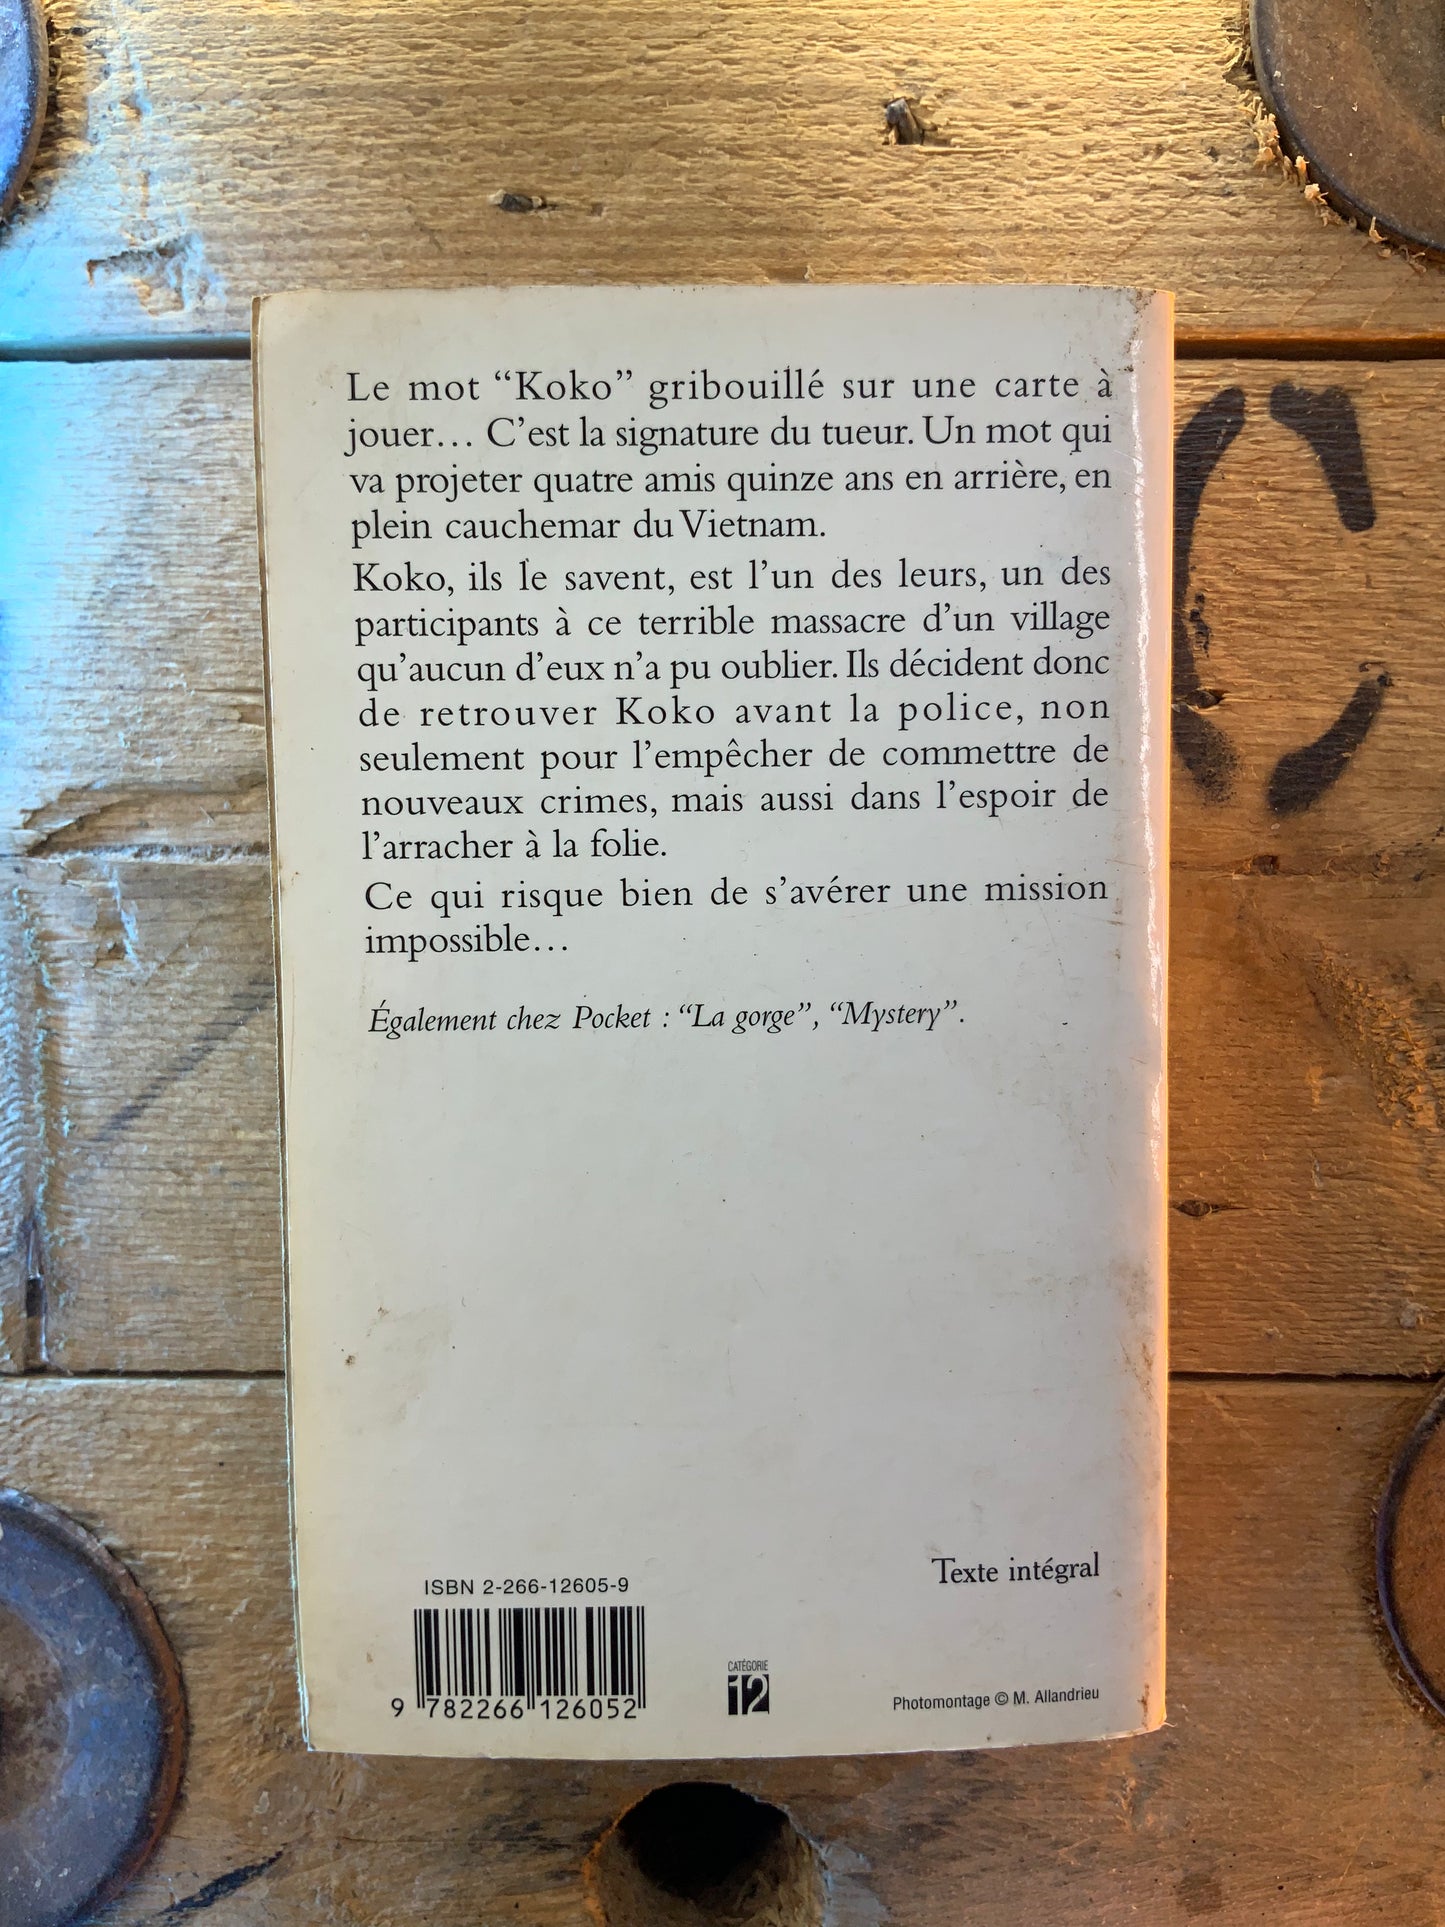 Le mot “Koko” gribouillé sur une carte à
jouer… C’est la signature du tueur. Un mot qui
va projeter quatre amis quinze ans en arrière, en
plein cauchemar du Vietnam.
Koko, ils le savent, est l’un des leurs, un des
participants à ce terrible massacre d’un village
qu’aucun d’eux n’a pu oublier. Ils décident donc
de retrouver Koko avant la police, non
seulement pour l’empêcher de commettre de
nouveaux crimes, mais aussi dans l’espoir de
l’arracher à la folie.
Ce qui risque bien de s’avérer une mission
impossible…
Également chez Pocket : “La gorge”, “Mystery”.
Texte intégral
ISBN 2-266-12605-9
9 782266 126052
CATÉGORIE
12
Photomontage © M. Allandrieu